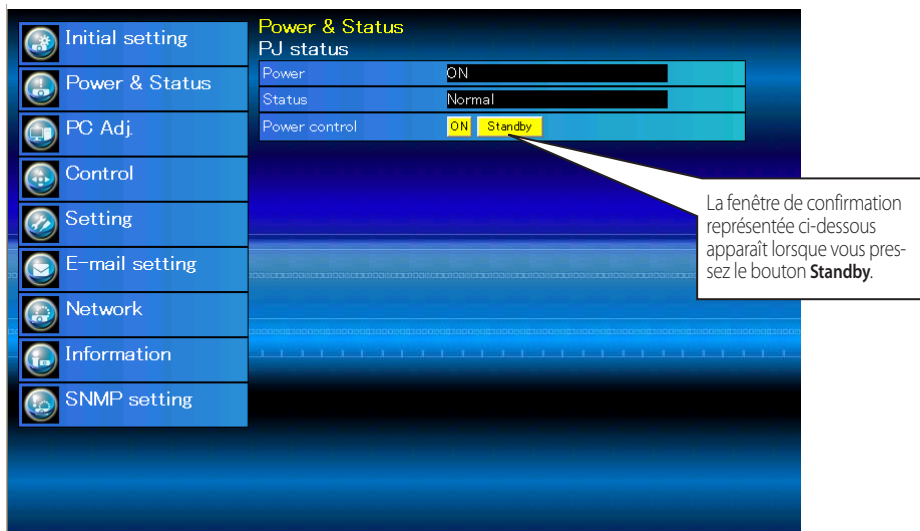 Initial setting
Power & Status
PC Adj.
Control
Setting
E-mail setting
Network
Information
SNMP setting
Power & Status
PJ status
Power ON
Status Normal
Power control ON Standby
La fenêtre de confirmation
représentée ci-dessous
apparaît lorsque vous pres-
sez le bouton Standby.